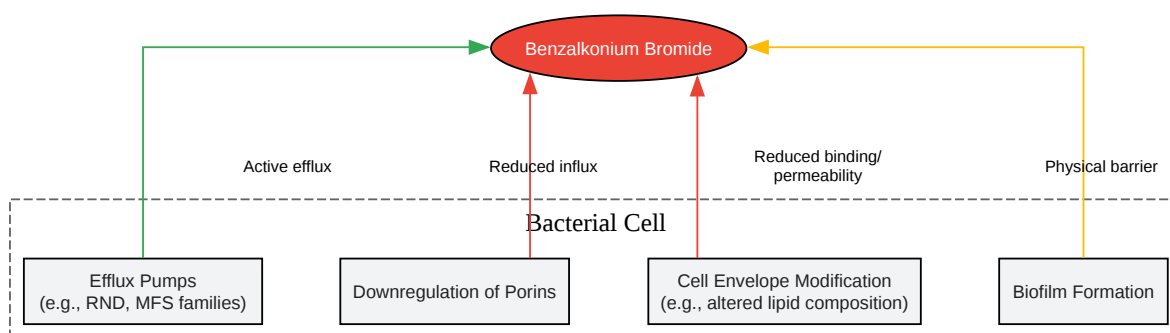 Benzalkonium Bromide
Active efflux
Reduced influx
Reduced binding/
permeability
Physical barrier
Bacterial Cell
Efflux Pumps
(e.g., RND, MFS families)
Downregulation of Porins
Cell Envelope Modification
(e.g., altered lipid composition)
Biofilm Formation